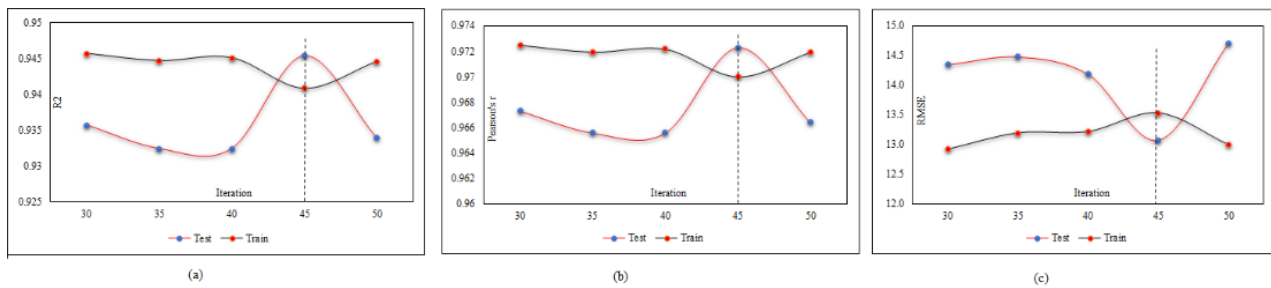 0.95
0.945
0.94
0.935
0.93
0.925
R2
Iteration
30 35 40 45 50
Test Train
(a)
0.974
0.972
0.97
0.968
0.966
0.964
0.962
0.96
Pearson's r
Iteration
30 35 40 45 50
Test Train
(b)
15.0
14.5
14.0
13.5
13.0
12.5
12.0
RMSE
Iteration
30 35 40 45 50
Test Train
(c)